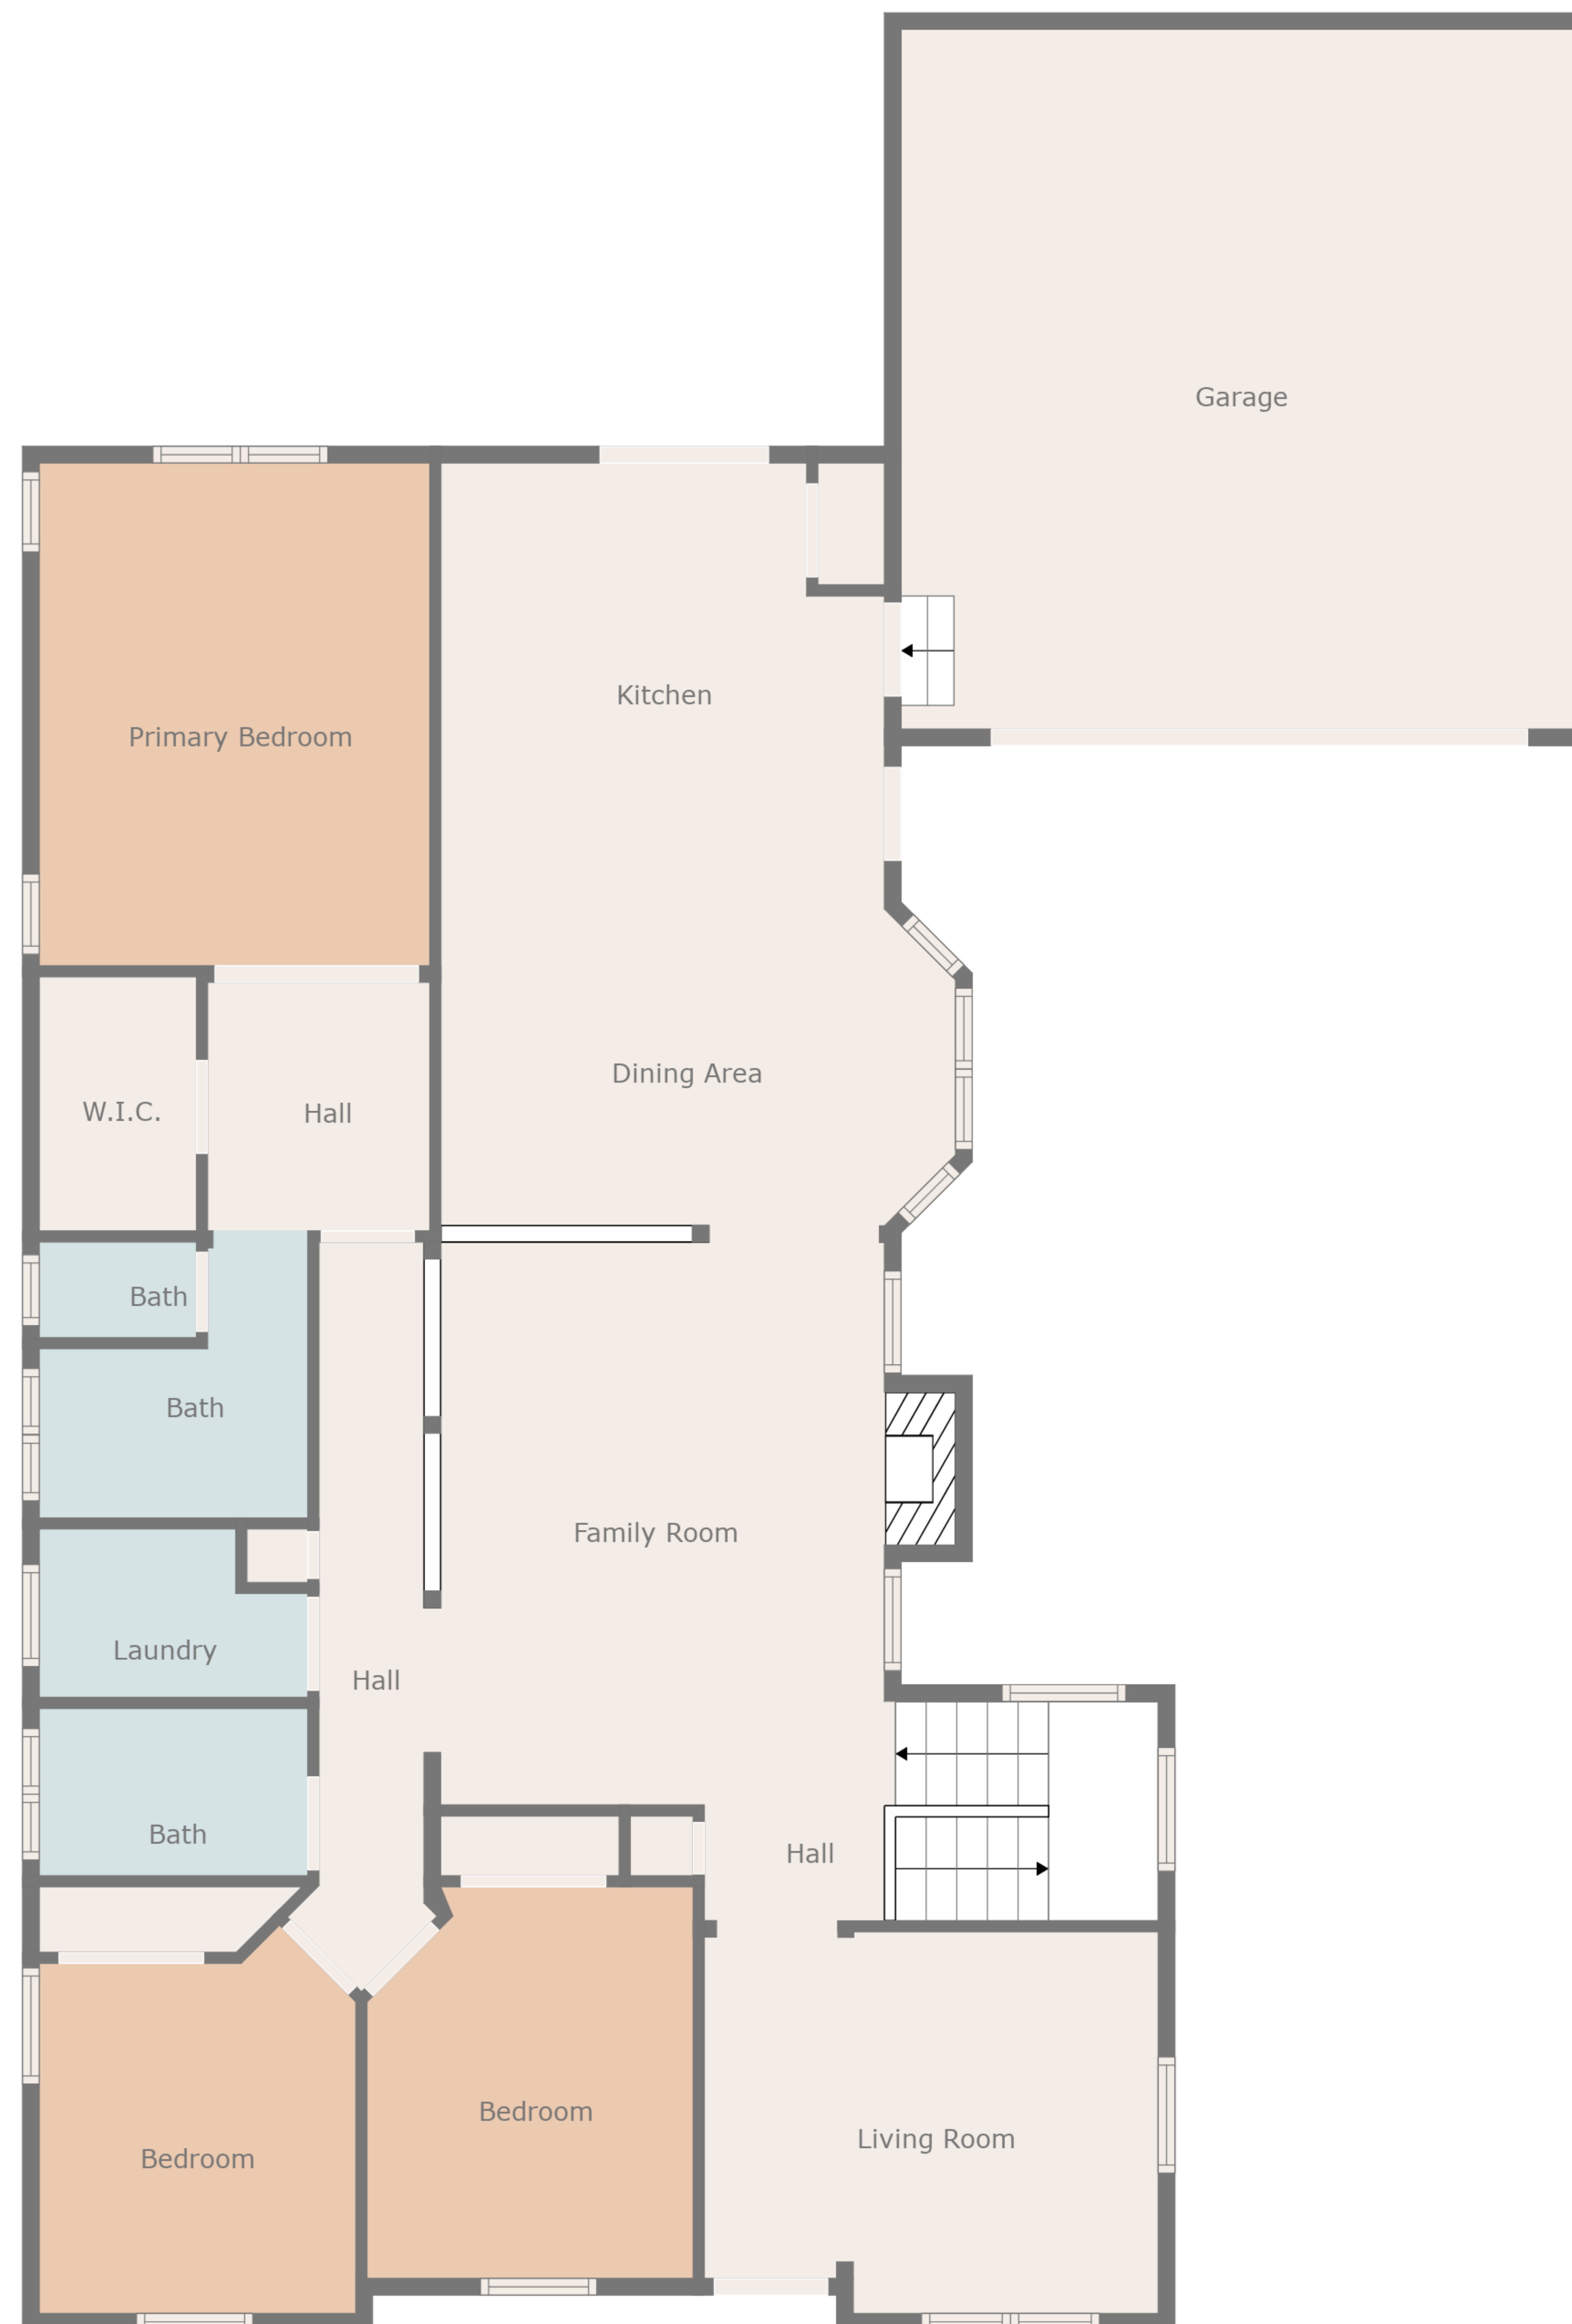 Garage
Kitchen
Primary Bedroom
Dining Area
W.I.C.
Hall
Bath
Bath
Family Room
Laundry
Hall
Bath
Hall
Bedroom
Living Room
Bedroom